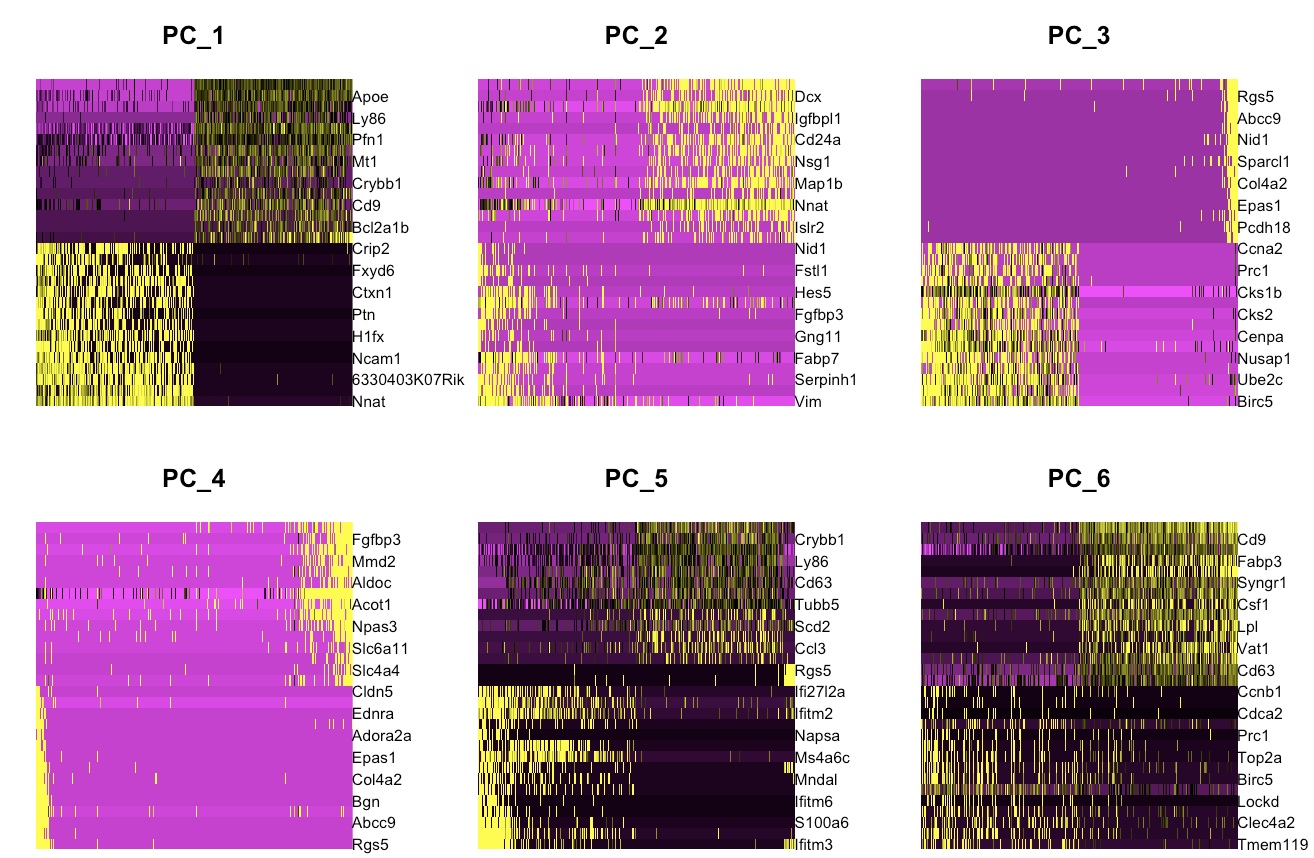 PC_1
Apoe
Ly86
Pfn1
Mt1
Crybb1
Cd9
Bcl2a1b
Crip2
Fxyd6
Ctxn1
Ptn
H1fx
Ncam1
6330403K07Rik
Nnat
PC_2
Dcx
Igfbpl1
Cd24a
Nsg1
Map1b
Nnat
Islr2
Nid1
Fstl1
Hes5
Fgfbp3
Gng11
Fabp7
Serpinh1
Vim
PC_3
Rgs5
Abcc9
Nid1
Sparcl1
Col4a2
Epas1
Pcdh18
Ccna2
Prc1
Cks1b
Cks2
Cenpa
Nusap1
Ube2c
Birc5
PC_4
Fgfbp3
Mmd2
Aldoc
Acot1
Npas3
Slc6a11
Slc4a4
Cldn5
Ednra
Adora2a
Epas1
Col4a2
Bgn
Abcc9
Rgs5
PC_5
Crybb1
Ly86
Cd63
Tubb5
Scd2
Ccl3
Rgs5
Ifi27l2a
Ifitm2
Napsa
Ms4a6c
Mndal
Ifitm6
S100a6
Ifitm3
PC_6
Cd9
Fabp3
Syngr1
Csf1
Lpl
Vat1
Cd63
Ccnb1
Cdca2
Prc1
Top2a
Birc5
Lockd
Clec4a2
Tmem119